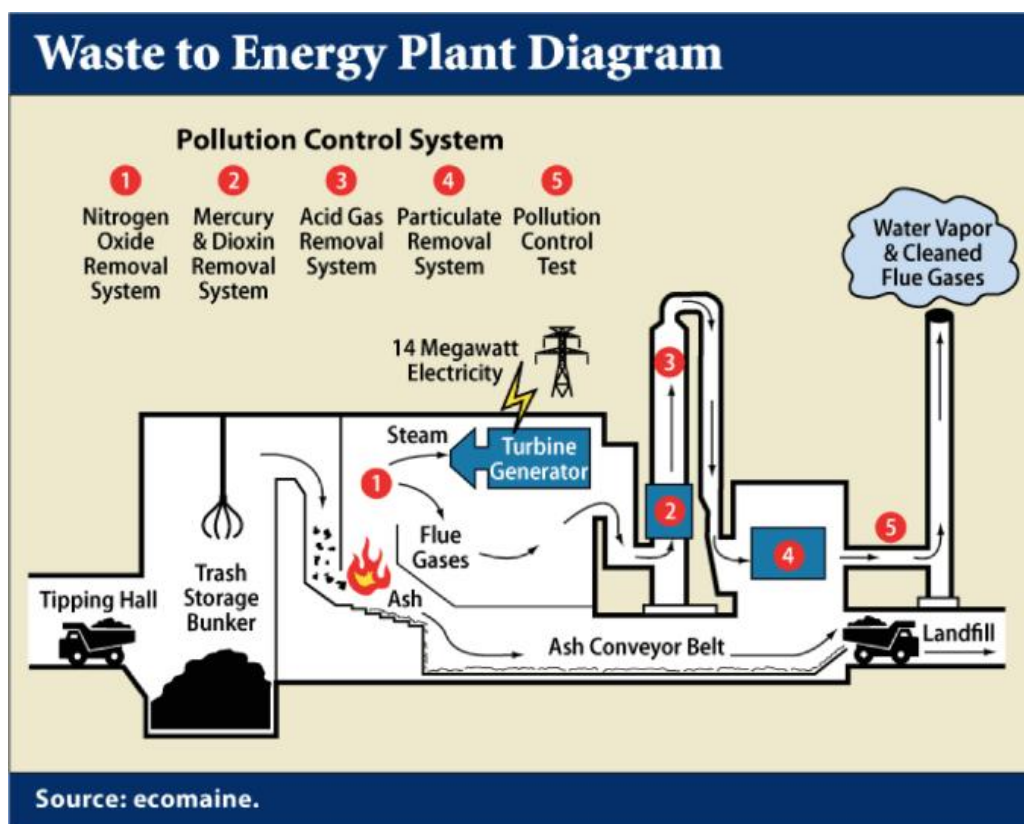 Waste to Energy Plant Diagram
Pollution Control System
1
Nitrogen
Oxide
Removal
System
2
Mercury
& Dioxin
Removal
System
3
Acid Gas
Removal
System
4
Particulate
Removal
System
5
Pollution
Control
Test
Water Vapor
& Cleaned
Flue Gases
14 Megawatt
Electricity
3
Steam
Turbine
Generator
1
2
Flue
Gases
5
4
Tipping Hall
Trash
Storage
Bunker
Ash
Ash Conveyor Belt
Landfill
Source: ecomaine.